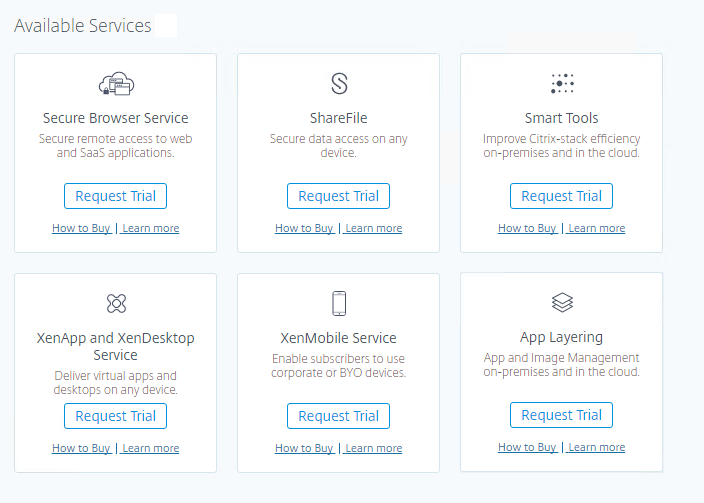 Available Services
Secure Browser Service
Secure remote access to web
and SaaS applications.
Request Trial
How to Buy | Learn more
ShareFile
Secure data access on any
device.
Request Trial
How to Buy | Learn more
Smart Tools
Improve Citrix-stack efficiency
on-premises and in the cloud.
Request Trial
How to Buy | Learn more
XenApp and XenDesktop
Service
Deliver virtual apps and
desktops on any device.
Request Trial
How to Buy | Learn more
XenMobile Service
Enable subscribers to use
corporate or BYO devices.
Request Trial
How to Buy | Learn more
App Layering
App and Image Management
on-premises and in the cloud.
Request Trial
How to Buy | Learn more